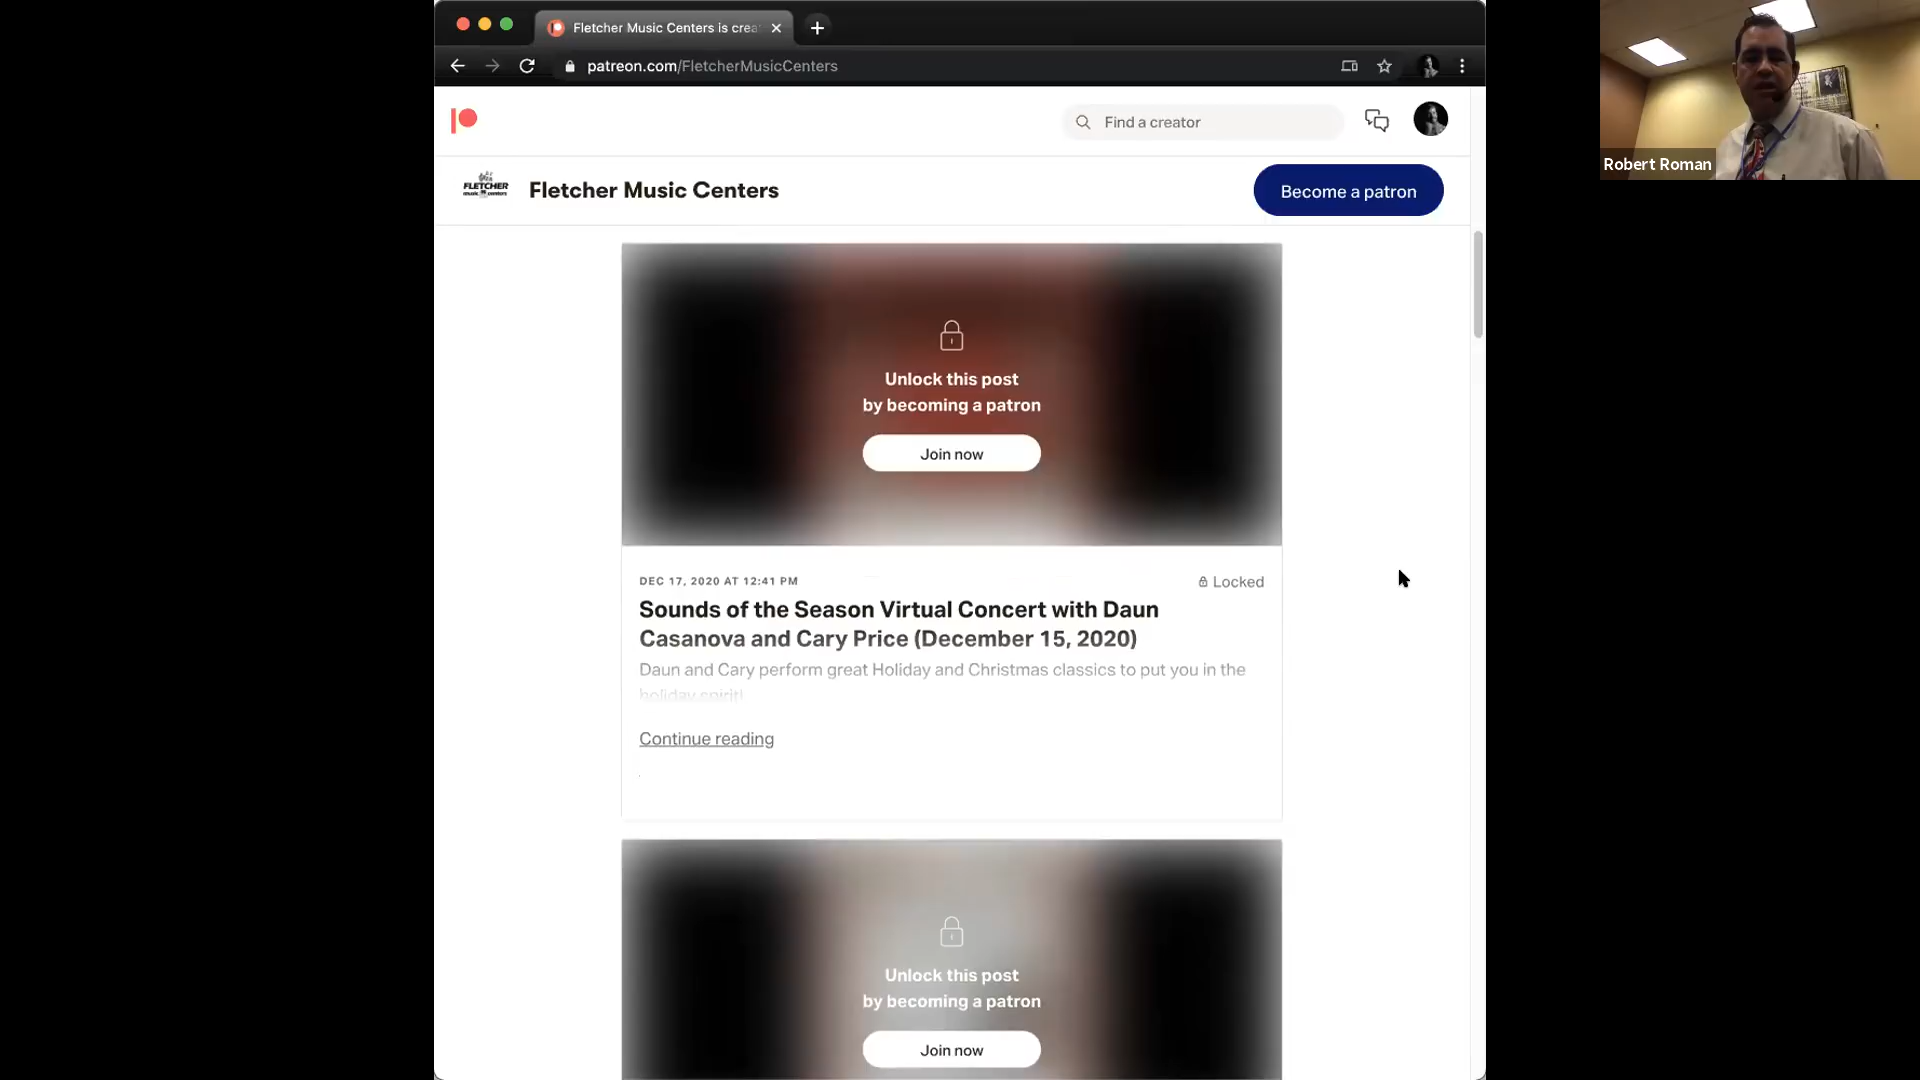 Fletcher Music Centers is crea
patreon.com/FletcherMusicCenters
Find a creator
FLETCHER
music centers
Fletcher Music Centers
Become a patron
Robert Roman
Unlock this post
by becoming a patron
Join now
DEC 17, 2020 AT 12:41 PM
Locked
Sounds of the Season Virtual Concert with Daun
Casanova and Cary Price (December 15, 2020)
Daun and Cary perform great Holiday and Christmas classics to put you in the
holiday spirit!
Continue reading
Unlock this post
by becoming a patron
Join now